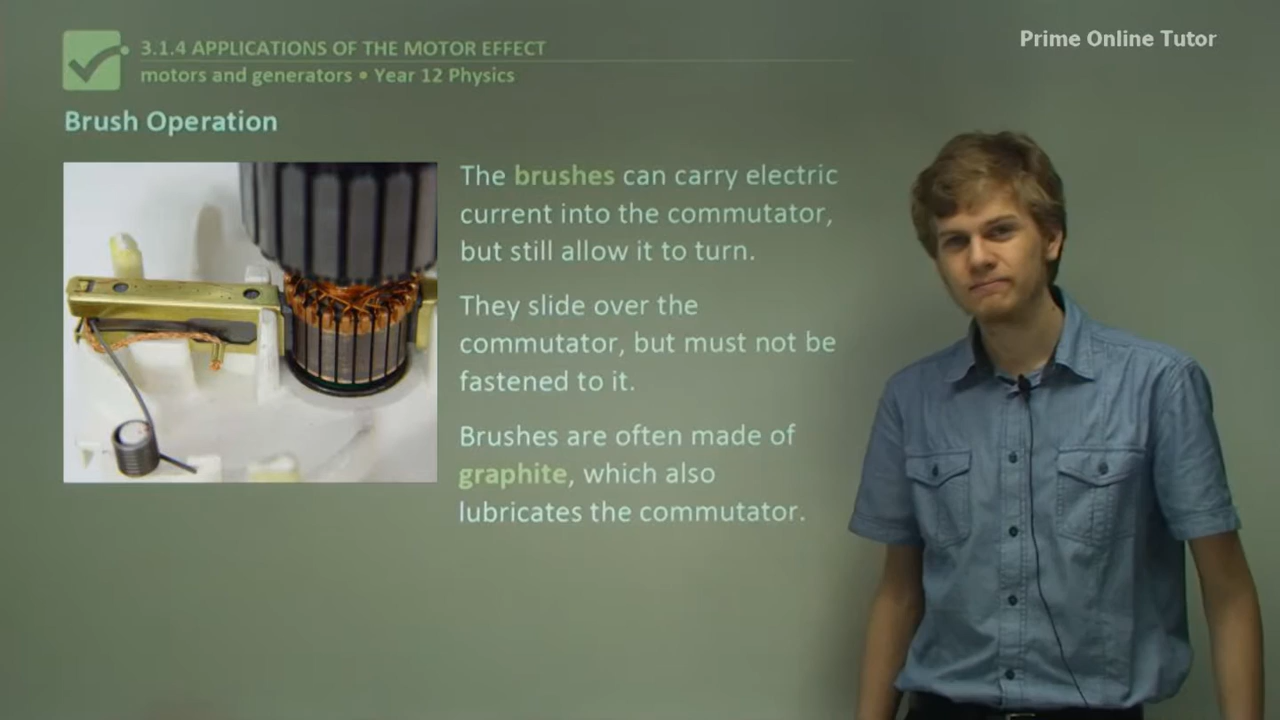 3.1.4 APPLICATIONS OF THE MOTOR EFFECT
motors and generators • Year 12 Physics
Prime Online Tutor
Brush Operation
The brushes can carry electric
current into the commutator,
but still allow it to turn.
They slide over the
commutator, but must not be
fastened to it.
Brushes are often made of
graphite, which also
lubricates the commutator.